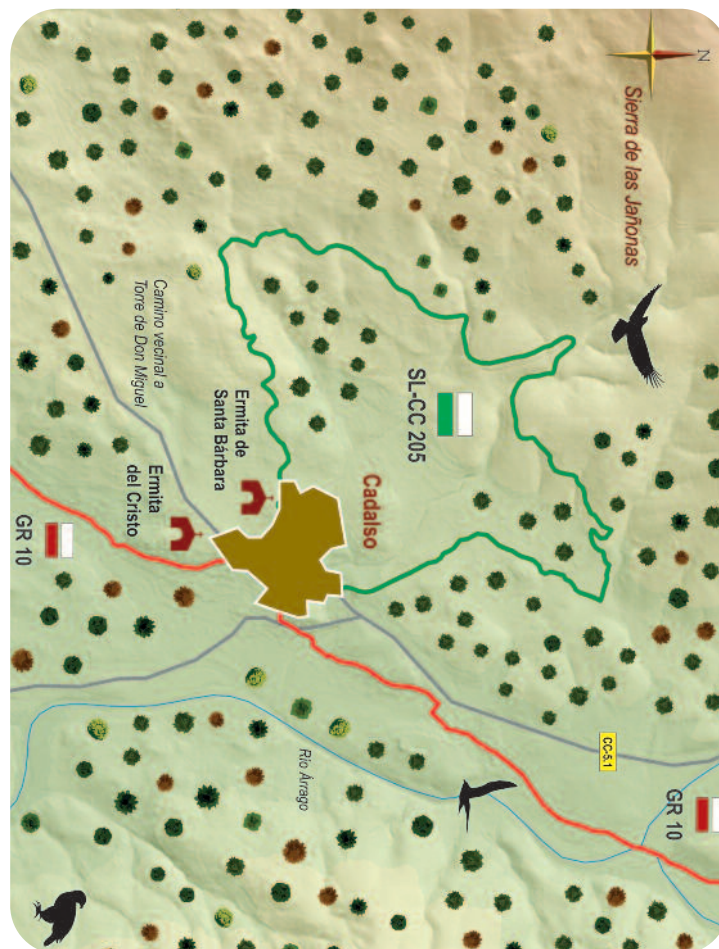 N
Sierra de las Jañonas
SL-CC 205
Cadalso
Camino vecinal a
Torre de Don Miguel
Ermita de
Santa Bárbara
Ermita
del Cristo
GR 10
CC-5.1
Río Árrago
GR 10